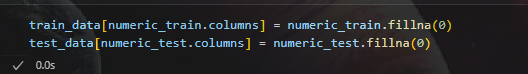 train_data[numeric_train.columns] = numeric_train.fillna(0)
test_data[numeric_test.columns] = numeric_test.fillna(0)
✓ 0.0s